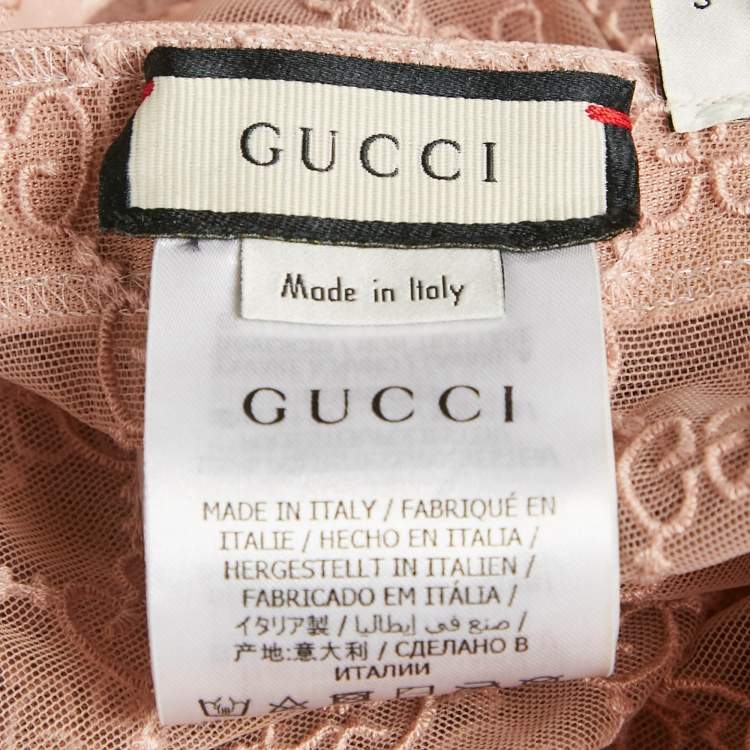 S
GUCCI
Made in Italy
GUCCI
MADE IN ITALY / FABRIQUÉ EN
ITALIE / HECHO EN ITALIA /
HERGESTELLT IN ITALIEN /
FABRICADO EM ITÁLIA /
イタリア製 / صنع في إيطاليا /
产地:意大利 / СДЕЛАНО В
ИТАЛИИ